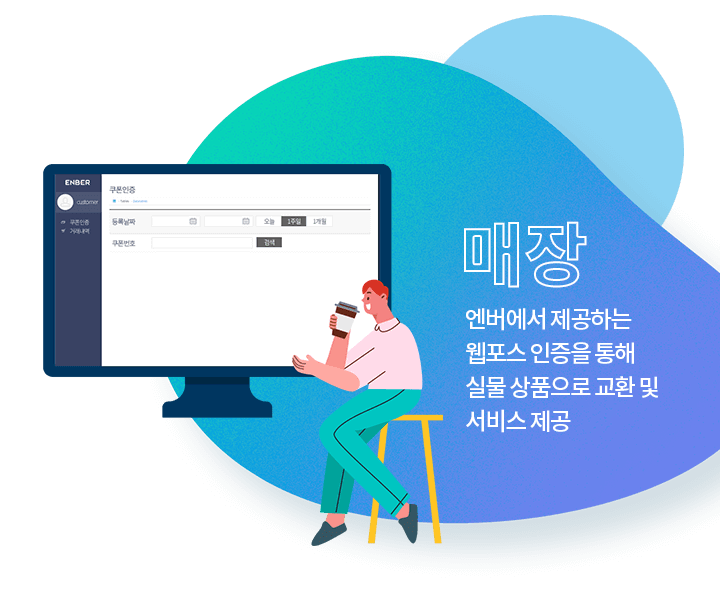 ENBER
customer
쿠폰인증
거래내역
쿠폰인증
등록날짜 오늘 1주일 1개월
쿠폰번호 검색
매장
엔버에서 제공하는
웹포스 인증을 통해
실물 상품으로 교환 및
서비스 제공